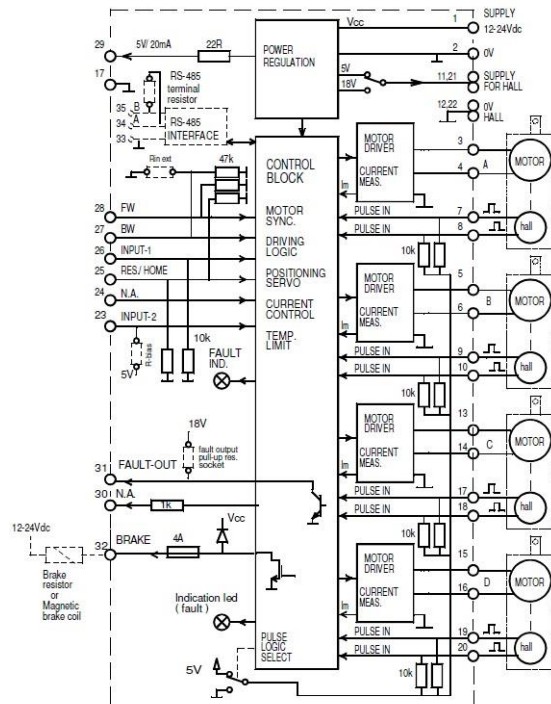 SUPPLY
Vcc
1
12-24Vdc
29
5V/ 20mA
22R
POWER
REGULATION
2
0V
17
5V
18V
11,21
SUPPLY
FOR HALL
RS-485
terminal
resistor
35
B
34
A
33
RS-485
INTERFACE
12,22
0V
HALL
Rin ext
47k
CONTROL
BLOCK
28
FW
MOTOR
SYNC.
27
BW
DRIVING
LOGIC
26
INPUT-1
25
RES./ HOME
POSITIONING
SERVO
24
N.A.
CURRENT
CONTROL
23
INPUT-2
TEMP.
LIMIT
R-bias
5V
10k
FAULT
IND.
18V
fault output
pull-up res.
socket
31
FAULT-OUT
30
N.A.
1k
12-24Vdc
32
BRAKE
4A
Vcc
Brake
resistor
or
Magnetic
brake coil
Indication led
( fault )
PULSE
LOGIC
SELECT
5V
MOTOR
DRIVER
CURRENT
MEAS.
Im
3
4
A
MOTOR
PULSE IN
7
PULSE IN
8
hall
10k
MOTOR
DRIVER
CURRENT
MEAS.
Im
5
6
B
MOTOR
PULSE IN
9
PULSE IN
10
hall
10k
MOTOR
DRIVER
CURRENT
MEAS.
Im
13
14
C
MOTOR
PULSE IN
17
PULSE IN
18
hall
10k
MOTOR
DRIVER
CURRENT
MEAS.
Im
15
16
D
MOTOR
PULSE IN
19
PULSE IN
20
hall
10k